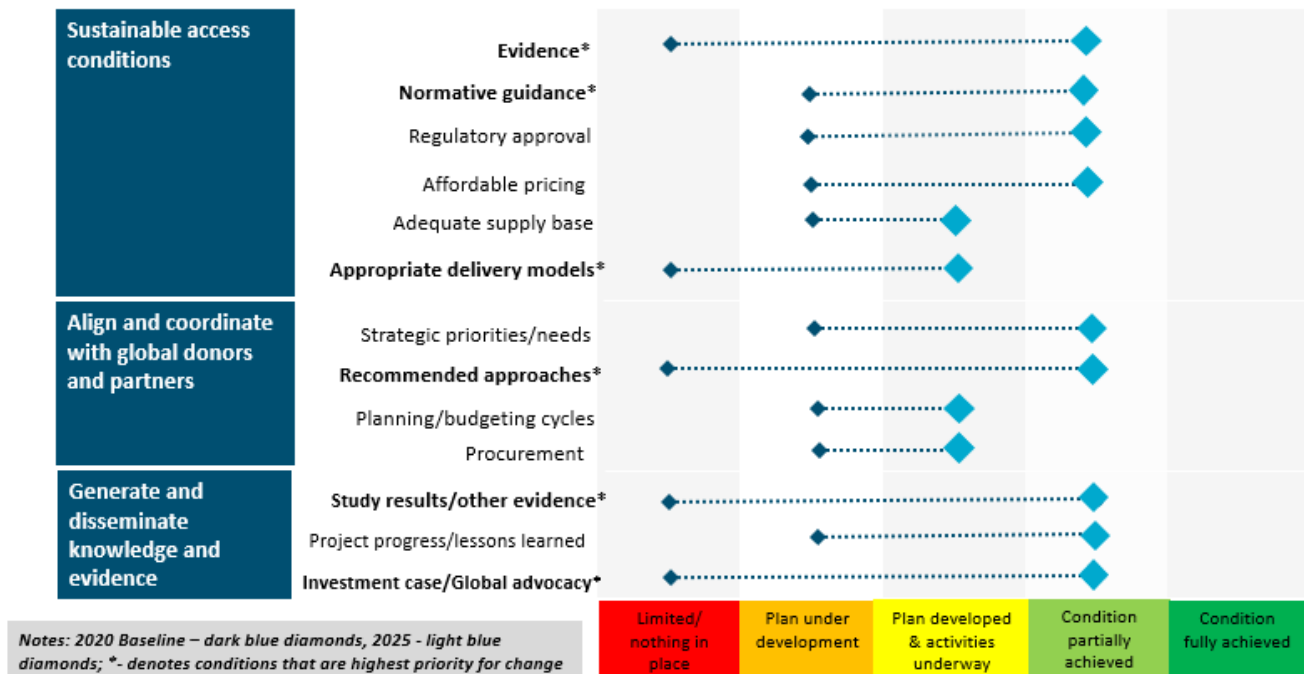 Sustainable access
conditions
Evidence*
Normative guidance*
Regulatory approval
Affordable pricing
Adequate supply base
Appropriate delivery models*
Align and coordinate
with global donors
and partners
Strategic priorities/needs
Recommended approaches*
Planning/budgeting cycles
Procurement
Generate and
disseminate
knowledge and
evidence
Study results/other evidence*
Project progress/lessons learned
Investment case/Global advocacy*
Limited/
nothing in
place
Plan under
development
Plan developed
& activities
underway
Condition
partially
achieved
Condition
fully achieved
Notes: 2020 Baseline – dark blue diamonds, 2025 - light blue
diamonds; *- denotes conditions that are highest priority for change